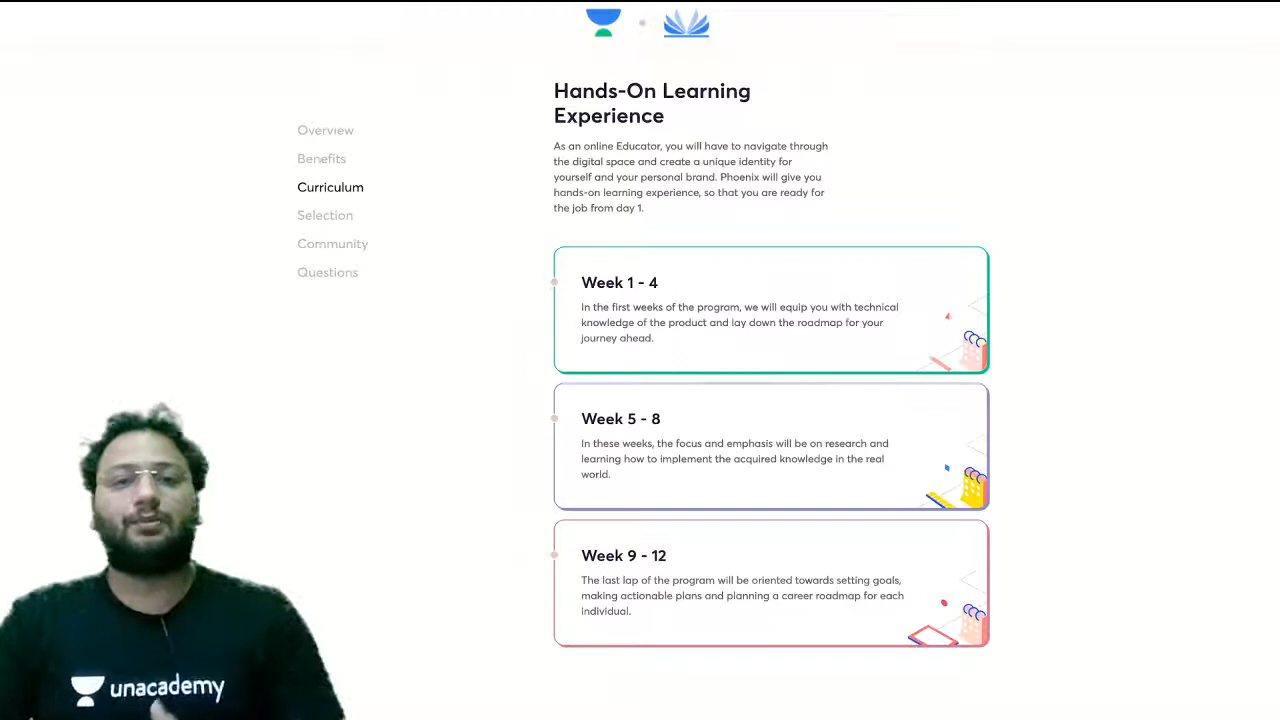 Hands-On Learning
Experience
As an online Educator, you will have to navigate through
the digital space and create a unique identity for
yourself and your personal brand. Phoenix will give you
hands-on learning experience, so that you are ready for
the job from day 1.
Overview
Benefits
Curriculum
Selection
Community
Questions
Week 1 - 4
In the first weeks of the program, we will equip you with technical
knowledge of the product and lay down the roadmap for your
journey ahead.
Week 5 - 8
In these weeks, the focus and emphasis will be on research and
learning how to implement the acquired knowledge in the real
world.
Week 9 - 12
The last lap of the program will be oriented towards setting goals,
making actionable plans and planning a career roadmap for each
individual.
unacademy